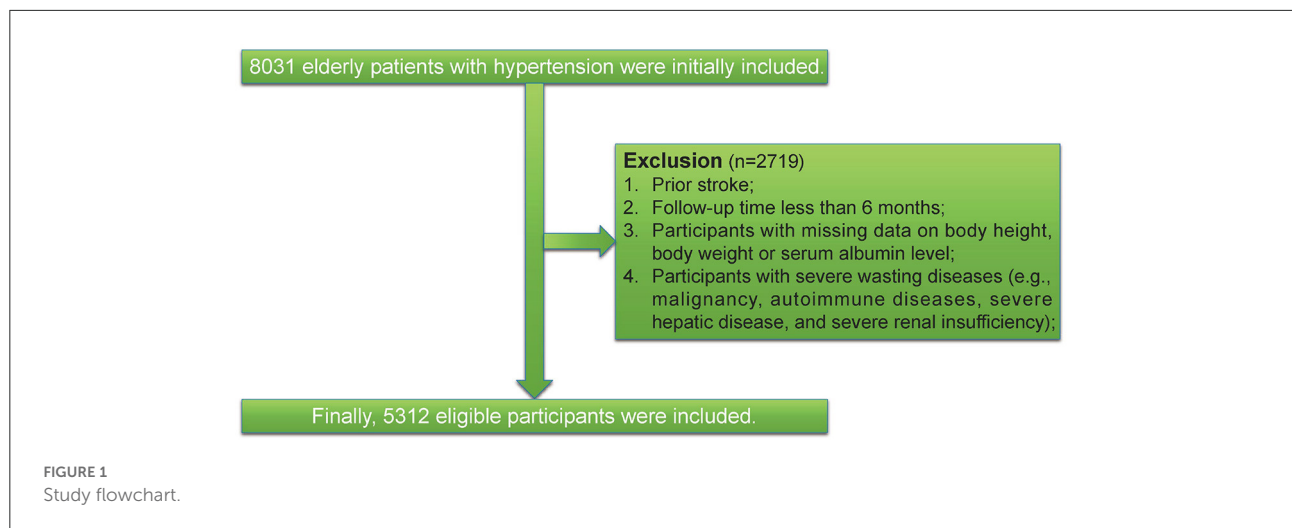 8031 elderly patients with hypertension were initially included.
Exclusion (n=2719)
1. Prior stroke;
2. Follow-up time less than 6 months;
3. Participants with missing data on body height,
body weight or serum albumin level;
4. Participants with severe wasting diseases (e.g.,
malignancy, autoimmune diseases, severe
hepatic disease, and severe renal insufficiency);
Finally, 5312 eligible participants were included.
FIGURE 1
Study flowchart.